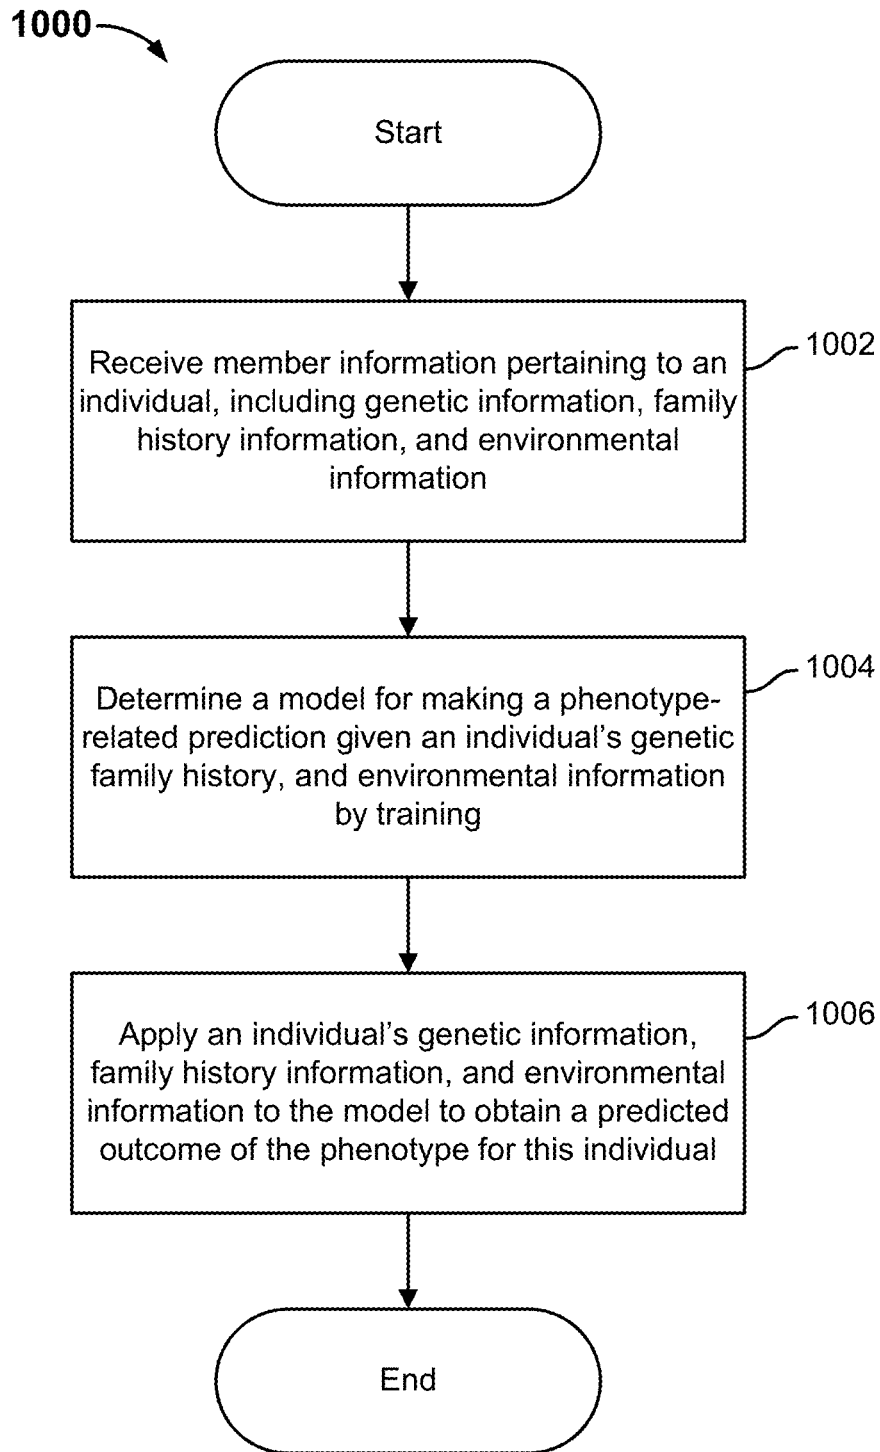 1000
Start
Receive member information pertaining to an
individual, including genetic information, family
history information, and environmental
information
1002
Determine a model for making a phenotype-
related prediction given an individual's genetic
family history, and environmental information
by training
1004
Apply an individual's genetic information,
family history information, and environmental
information to the model to obtain a predicted
outcome of the phenotype for this individual
1006
End